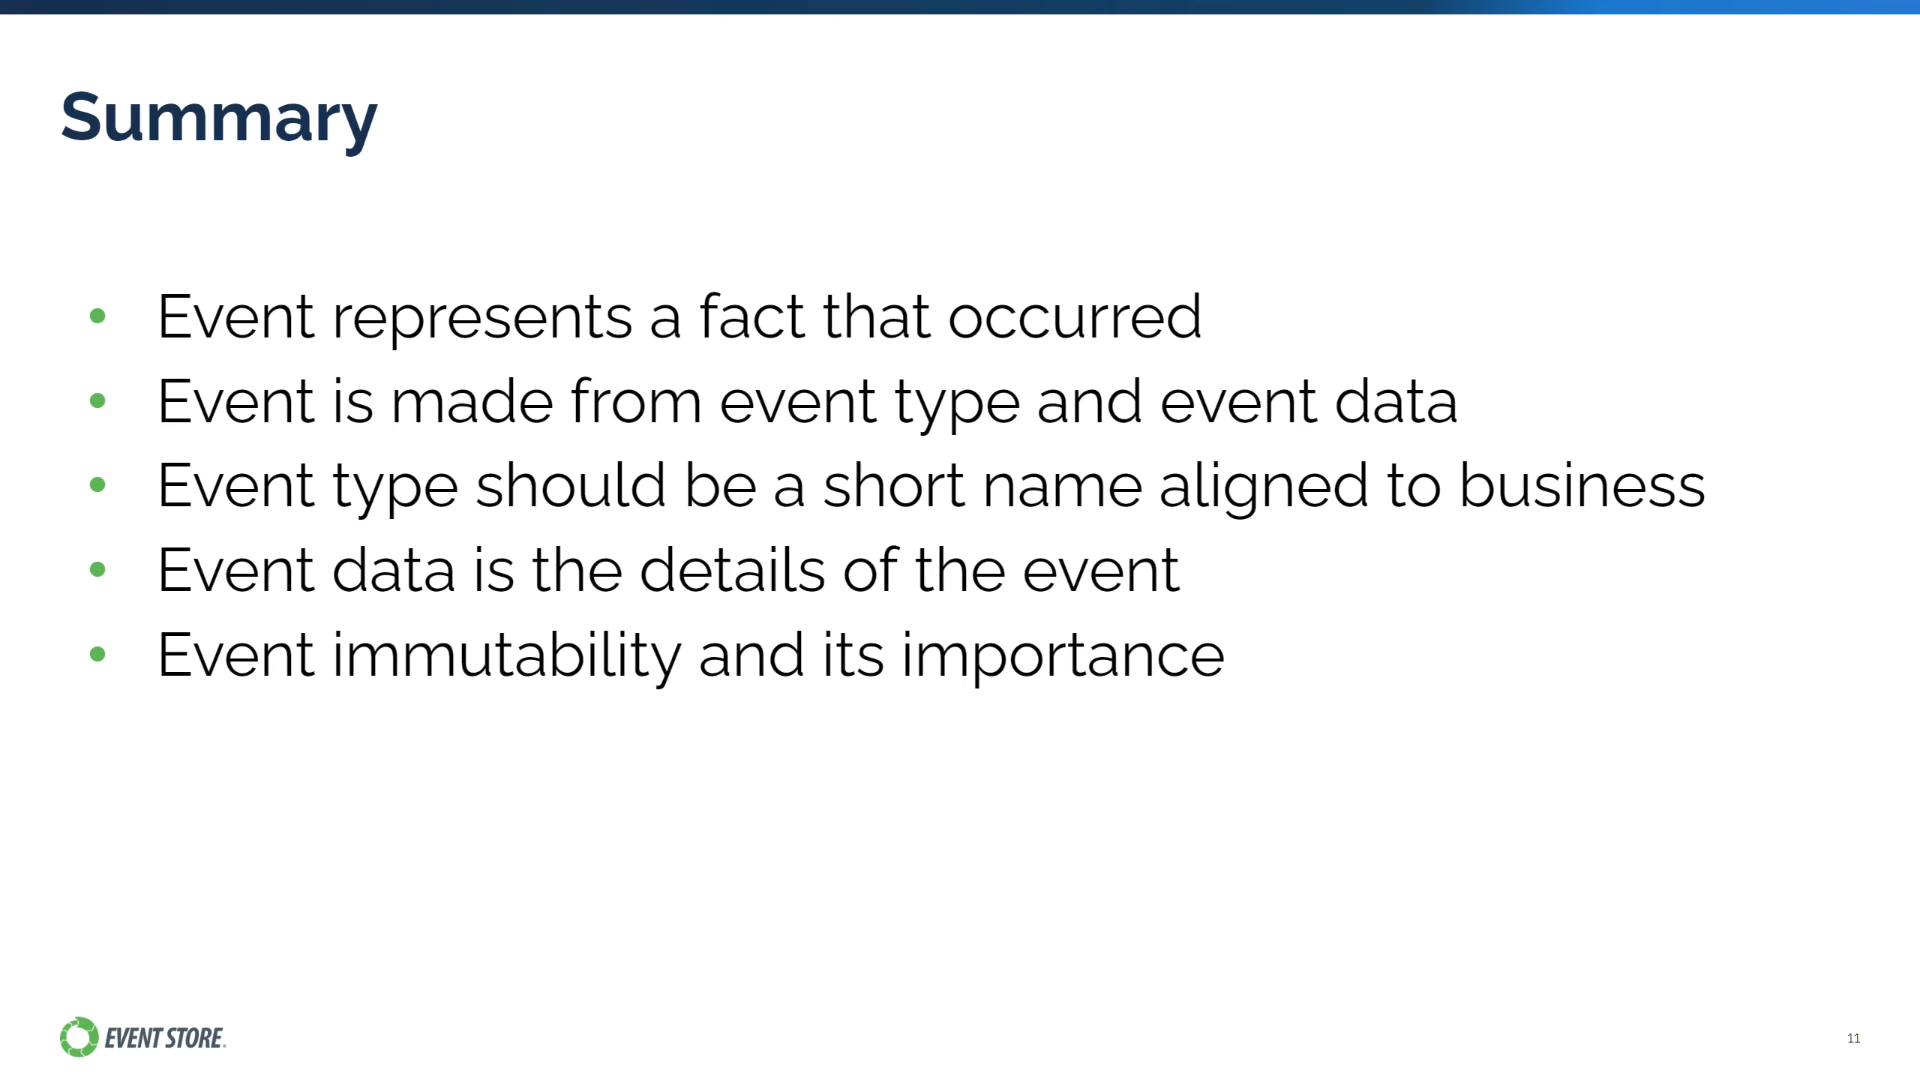 Summary
• Event represents a fact that occurred
• Event is made from event type and event data
• Event type should be a short name aligned to business
• Event data is the details of the event
• Event immutability and its importance
EVENT STORE
11